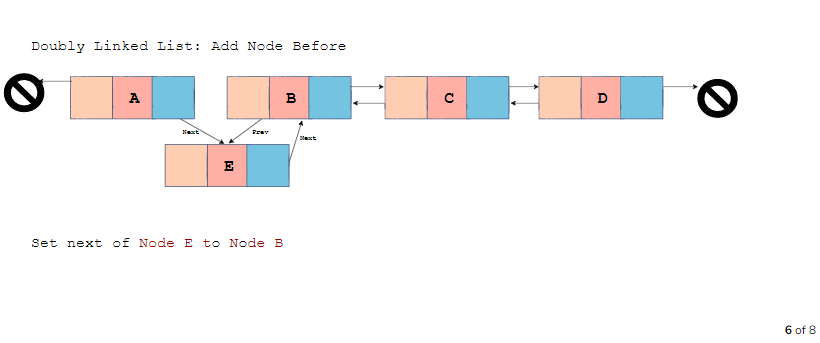 Doubly Linked List: Add Node Before
A B C D
Next Prev Next
E
Set next of Node E to Node B
6 of 8